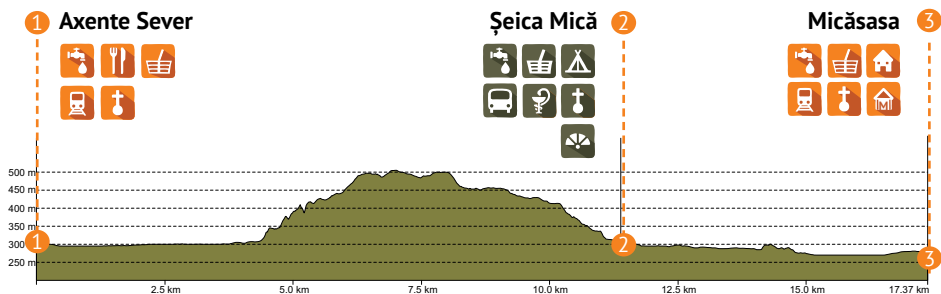 1 Axente Sever
Șeica Mică 2
Micăsasa 3
M
500 m
450 m
400 m
350 m
300 m
250 m
1
2
3
2.5 km 5.0 km 7.5 km 10.0 km 12.5 km 15.0 km 17.37 km